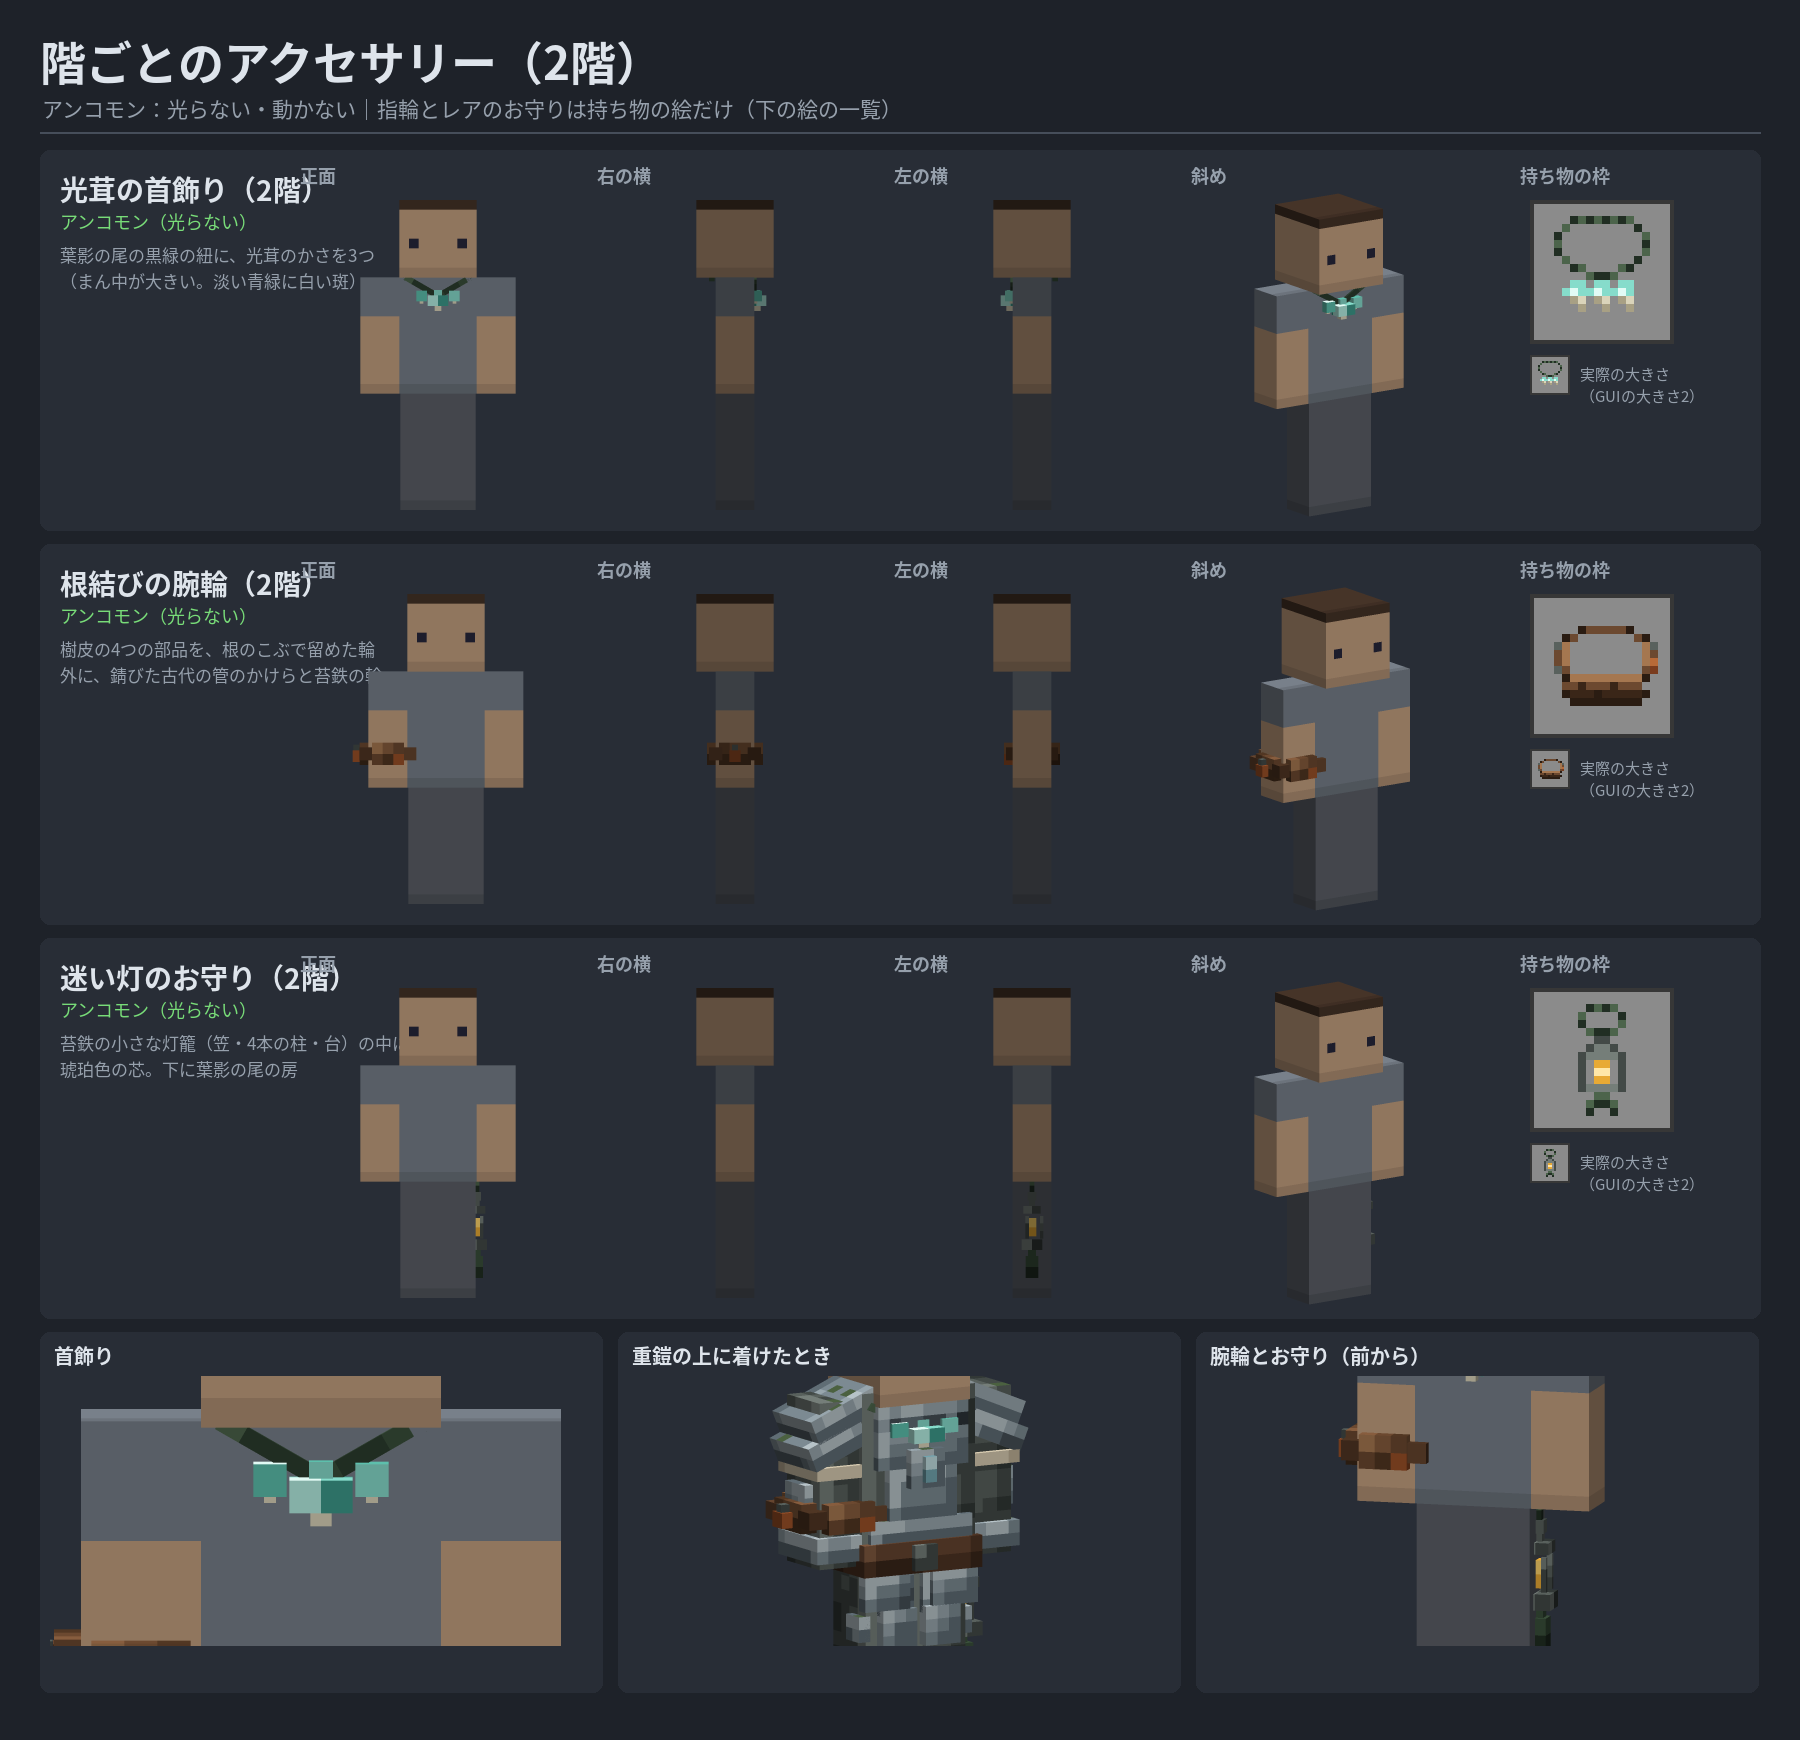 階ごとのアクセサリー（2階）
アンコモン：光らない・動かない｜指輪とレアのお守りは持ち物の絵だけ（下の絵の一覧）
光茸の首飾り（2階）
正面
右の横
左の横
斜め
持ち物の枠
アンコモン（光らない）
葉影の尾の黒緑の紐に、光茸のかさを3つ
（まん中が大きい。淡い青緑に白い斑）
実際の大きさ
（GUIの大きさ2）
根結びの腕輪（2階）
正面
右の横
左の横
斜め
持ち物の枠
アンコモン（光らない）
樹皮の4つの部品を、根のこぶで留めた輪
外に、錆びた古代の管のかけらと苔鉄の
実際の大きさ
（GUIの大きさ2）
迷い灯のお守り（2階）
正面
右の横
左の横
斜め
持ち物の枠
アンコモン（光らない）
苔鉄の小さな灯籠（笠・4本の柱・台）の中に
琥珀色の芯。下に葉影の尾の房
実際の大きさ
（GUIの大きさ2）
首飾り
重鎧の上に着けたとき
腕輪とお守り（前から）